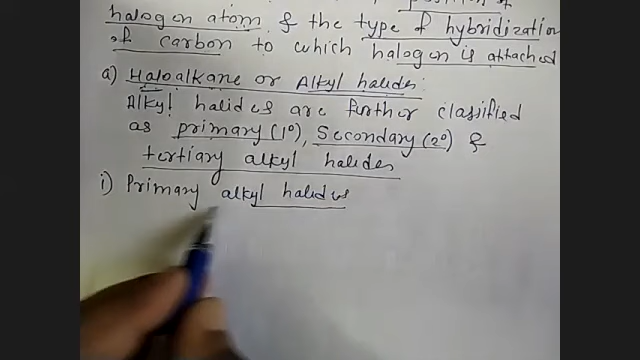 halogen atom & the type of hybridization
of carbon to which halogen is attached
a) Haloalkane or Alkyl halides:
Alkyl halides are further classified
as primary (1°), Secondary (2°) &
tertiary alkyl halides
i) Primary alkyl halides